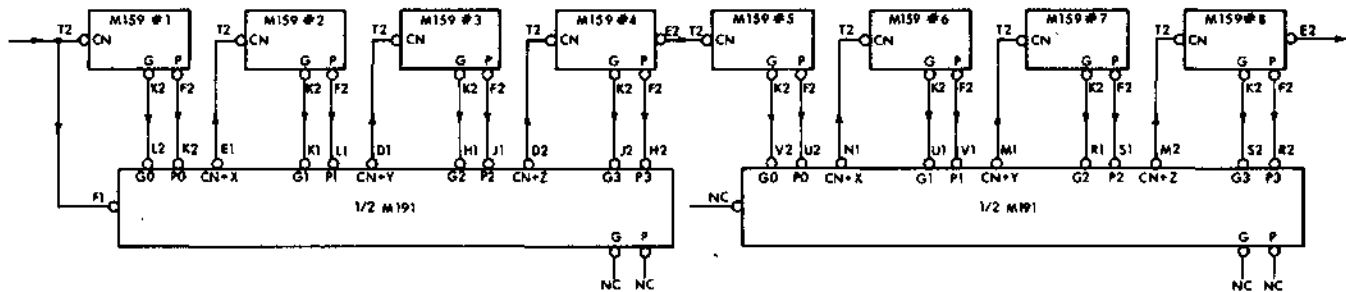 M159 #1 M159 #2 M159 #3 M159 #4 M159 #5 M159 #6 M159 #7 M159 #8
T2 CN T2 CN T2 CN T2 CN E2 T2 CN T2 CN T2 CN T2 CN E2
G P G P G P G P G P G P G P G P
K2 F2 K2 F2 K2 F2 K2 F2 K2 F2 K2 F2 K2 F2 K2 F2
L2 K2 E1 K1 L1 D1 H1 J1 D2 J2 H2 V2 U2 N1 U1 V1 M1 R1 S1 M2 S2 R2
G0 P0 CN+X G1 P1 CN+Y G2 P2 CN+Z G3 P3 G0 P0 CN+X G1 P1 CN+Y G2 P2 CN+Z G3 P3
F1 1/2 M191 NC 1/2 M191
G P G P
NC NC NC NC